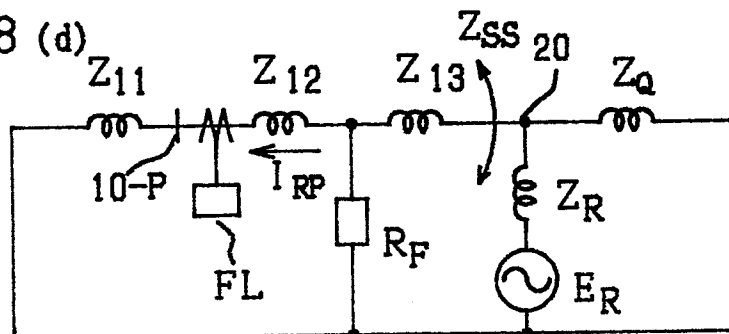 8 (d)
Z11
Z12
Z13
ZSS
20
ZQ
10-P
IRP
FL
RF
ZR
ER